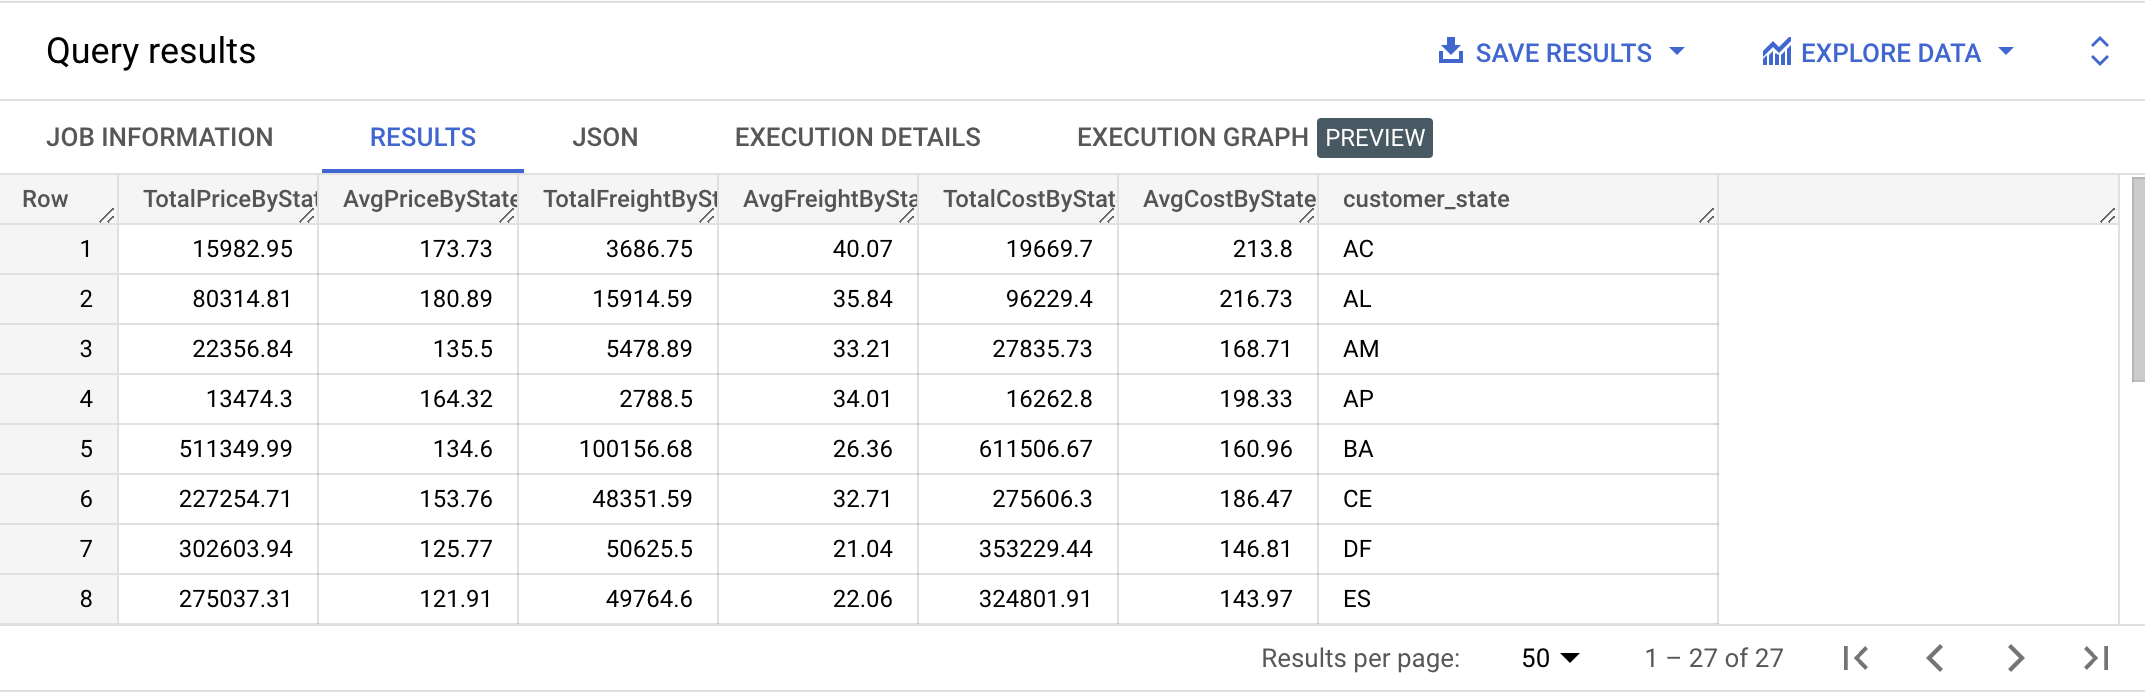 Query results SAVE RESULTS EXPLORE DATA
JOB INFORMATION RESULTS JSON EXECUTION DETAILS EXECUTION GRAPH PREVIEW
Row TotalPriceByStat AvgPriceByState TotalFreightBySt AvgFreightBySta TotalCostByStat AvgCostByState customer_state
1 15982.95 173.73 3686.75 40.07 19669.7 213.8 AC
2 80314.81 180.89 15914.59 35.84 96229.4 216.73 AL
3 22356.84 135.5 5478.89 33.21 27835.73 168.71 AM
4 13474.3 164.32 2788.5 34.01 16262.8 198.33 AP
5 511349.99 134.6 100156.68 26.36 611506.67 160.96 BA
6 227254.71 153.76 48351.59 32.71 275606.3 186.47 CE
7 302603.94 125.77 50625.5 21.04 353229.44 146.81 DF
8 275037.31 121.91 49764.6 22.06 324801.91 143.97 ES
Results per page: 50 1 – 27 of 27